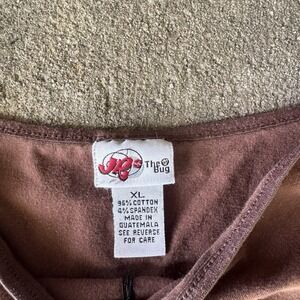 The
Bug
XL
96% COTTON
4% SPANDEX
MADE IN
GUATEMALA
SEE REVERSE
FOR CARE